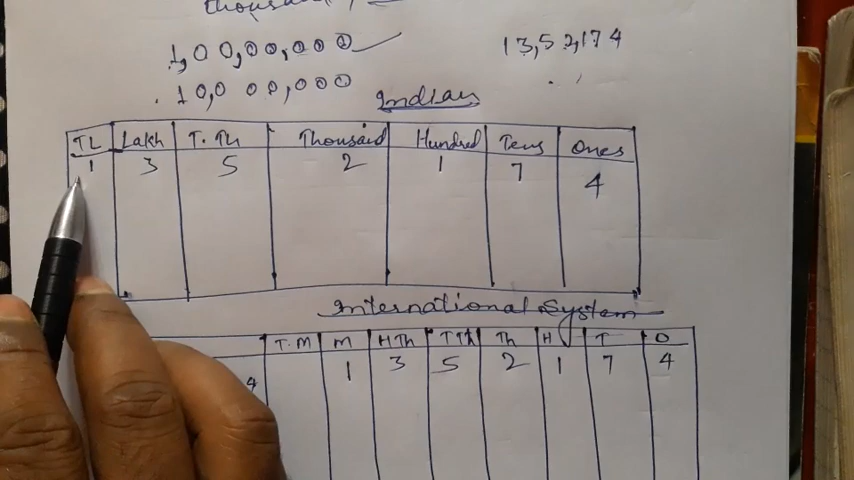 thousand,
1,00,00,000
13,52,174
10,0 00,000
Indian
TL Lakh T.Th Thousand Hundred Tens Ones
1 3 5 2 1 7 4
International System
T.M M H Th T Th Th H T O
4 1 3 5 2 1 7 4